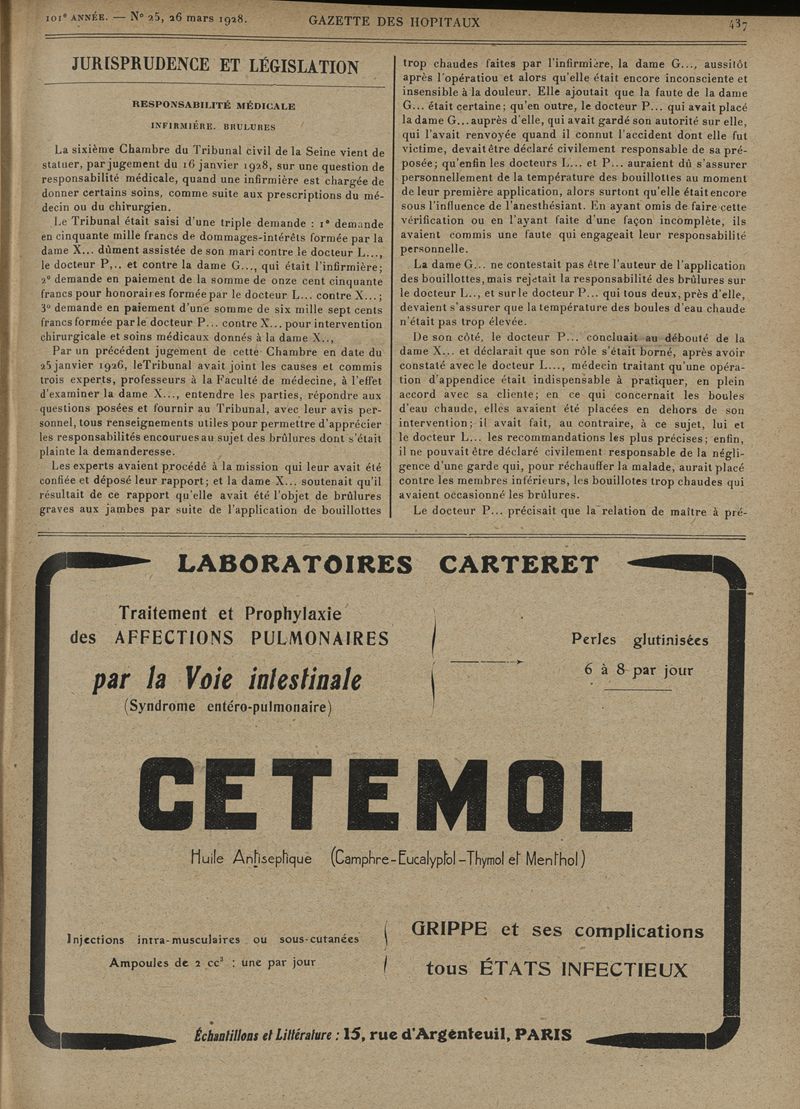 101e ANNÉE. — N° 25, 26 mars 1928.
GAZETTE DES HOPITAUX
437
JURISPRUDENCE ET LÉGISLATION
RESPONSABILITÉ MÉDICALE
INFIRMIÈRE. BRULURES
La sixième Chambre du Tribunal civil de la Seine vient de
statuer, par jugement du 16 janvier 1928, sur une question de
responsabilité médicale, quand une infirmière est chargée de
donner certains soins, comme suite aux prescriptions du mé-
decin ou du chirurgien.
Le Tribunal était saisi d'une triple demande : 1° demande
en cinquante mille francs de dommages-intérêts formée par la
dame X... dûment assistée de son mari contre le docteur L...,
le docteur P... et contre la dame G..., qui était l'infirmière;
2° demande en paiement de la somme de onze cent cinquante
francs pour honoraires formée par le docteur L... contre X...;
3° demande en paiement d'une somme de six mille sept cents
francs formée par le docteur P... contre X... pour intervention
chirurgicale et soins médicaux donnés à la dame X..,
Par un précédent jugement de cette Chambre en date du
25 janvier 1926, le Tribunal avait joint les causes et commis
trois experts, professeurs à la Faculté de médecine, à l'effet
d'examiner la dame X..., entendre les parties, répondre aux
questions posées et fournir au Tribunal, avec leur avis per-
sonnel, tous renseignements utiles pour permettre d'apprécier
les responsabilités encourues au sujet des brûlures dont s'était
plainte la demanderesse.
Les experts avaient procédé à la mission qui leur avait été
confiée et déposé leur rapport; et la dame X... soutenait qu'il
résultait de ce rapport qu'elle avait été l'objet de brûlures
graves aux jambes par suite de l'application de bouillottes
trop chaudes faites par l'infirmière, la dame G..., aussitôt
après l'opération et alors qu'elle était encore inconsciente et
insensible à la douleur. Elle ajoutait que la faute de la dame
G... était certaine; qu'en outre, le docteur P... qui avait placé
la dame G... auprès d'elle, qui avait gardé son autorité sur elle,
qui l'avait renvoyée quand il connut l'accident dont elle fut
victime, devait être déclaré civilement responsable de sa pré-
posée; qu'enfin les docteurs L... et P... auraient dû s'assurer
personnellement de la température des bouillottes au moment
de leur première application, alors surtout qu'elle était encore
sous l'influence de l'anesthésiant. En ayant omis de faire cette
vérification ou en l'ayant faite d'une façon incomplète, ils
avaient commis une faute qui engageait leur responsabilité
personnelle.
La dame G... ne contestait pas être l'auteur de l'application
des bouillottes, mais rejetait la responsabilité des brûlures sur
le docteur L..., et sur le docteur P... qui tous deux, près d'elle,
devaient s'assurer que la température des boules d'eau chaude
n'était pas trop élevée.
De son côté, le docteur P... concluait au débouté de la
dame X... et déclarait que son rôle s'était borné, après avoir
constaté avec le docteur L..., médecin traitant qu'une opéra-
tion d'appendice était indispensable à pratiquer, en plein
accord avec sa cliente; en ce qui concernait les boules
d'eau chaude, elles avaient été placées en dehors de son
intervention; il avait fait, au contraire, à ce sujet, lui et
le docteur L... les recommandations les plus précises; enfin,
il ne pouvait être déclaré civilement responsable de la négli-
gence d'une garde qui, pour réchauffer la malade, aurait placé
contre les membres inférieurs, les bouillotes trop chaudes qui
avaient occasionné les brûlures.
Le docteur P... précisait que la relation de maître à pré-
LABORATOIRES CARTERET
Traitement et Prophylaxie
des AFFECTIONS PULMONAIRES
par la Voie intestinale
(Syndrome entéro-pulmonaire)
Perles glutinisées
6 à 8 par jour
CETEMOL
Huile Antiseptique (Camphre-Eucalyptol-Thymol et Menthol)
Injections intra-musculaires ou sous-cutanées
Ampoules de 2 cc³ : une par jour
GRIPPE et ses complications
tous ÉTATS INFECTIEUX
Échantillons et Littérature : 15, rue d'Argenteuil, PARIS